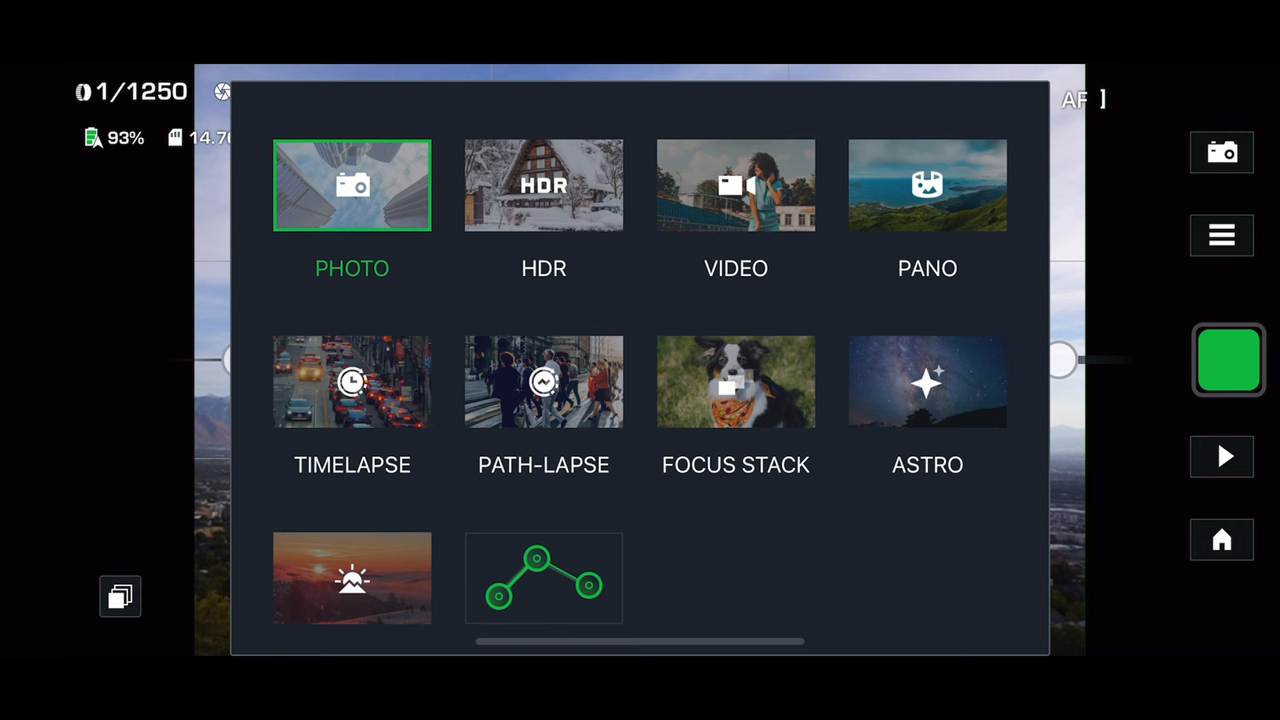 1/1250
AF ]
93% 14.7
HDR
PHOTO HDR VIDEO PANO
TIMELAPSE PATH-LAPSE FOCUS STACK ASTRO